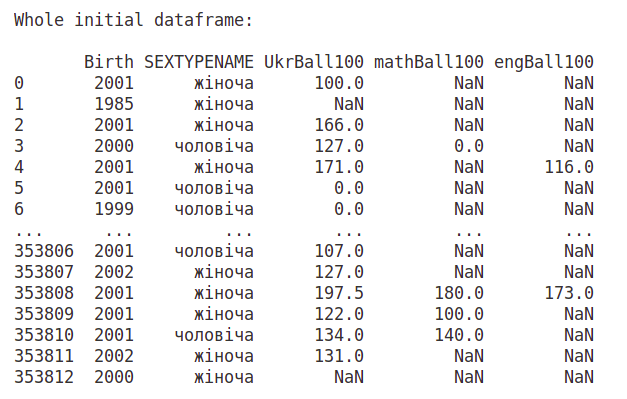 Whole initial dataframe:
Birth SEXTYPENAME UkrBall100 mathBall100 engBall100
0 2001 жіноча 100.0 NaN NaN
1 1985 жіноча NaN NaN NaN
2 2001 жіноча 166.0 NaN NaN
3 2000 чоловіча 127.0 0.0 NaN
4 2001 жіноча 171.0 NaN 116.0
5 2001 чоловіча 0.0 NaN NaN
6 1999 чоловіча 0.0 NaN NaN
... ... ... ... ... ...
353806 2001 чоловіча 107.0 NaN NaN
353807 2002 жіноча 127.0 NaN NaN
353808 2001 жіноча 197.5 180.0 173.0
353809 2001 жіноча 122.0 100.0 NaN
353810 2001 чоловіча 134.0 140.0 NaN
353811 2002 жіноча 131.0 NaN NaN
353812 2000 жіноча NaN NaN NaN